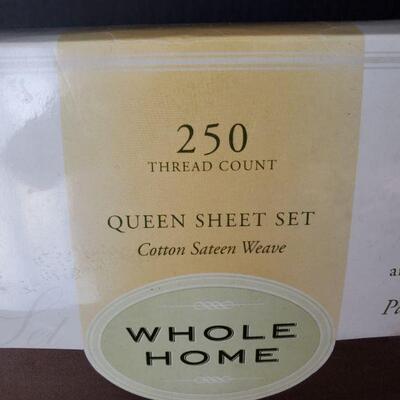 250
THREAD COUNT
QUEEN SHEET SET
Cotton Sateen Weave
WHOLE
HOME